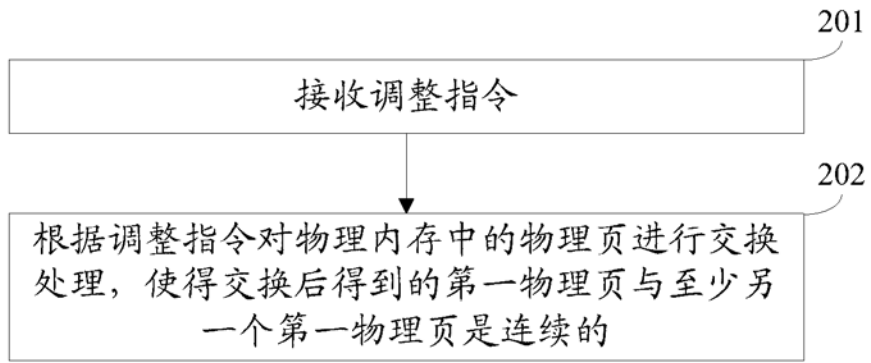 201
接收调整指令
202
根据调整指令对物理内存中的物理页进行交换
处理，使得交换后得到的第一物理页与至少另
一个第一物理页是连续的